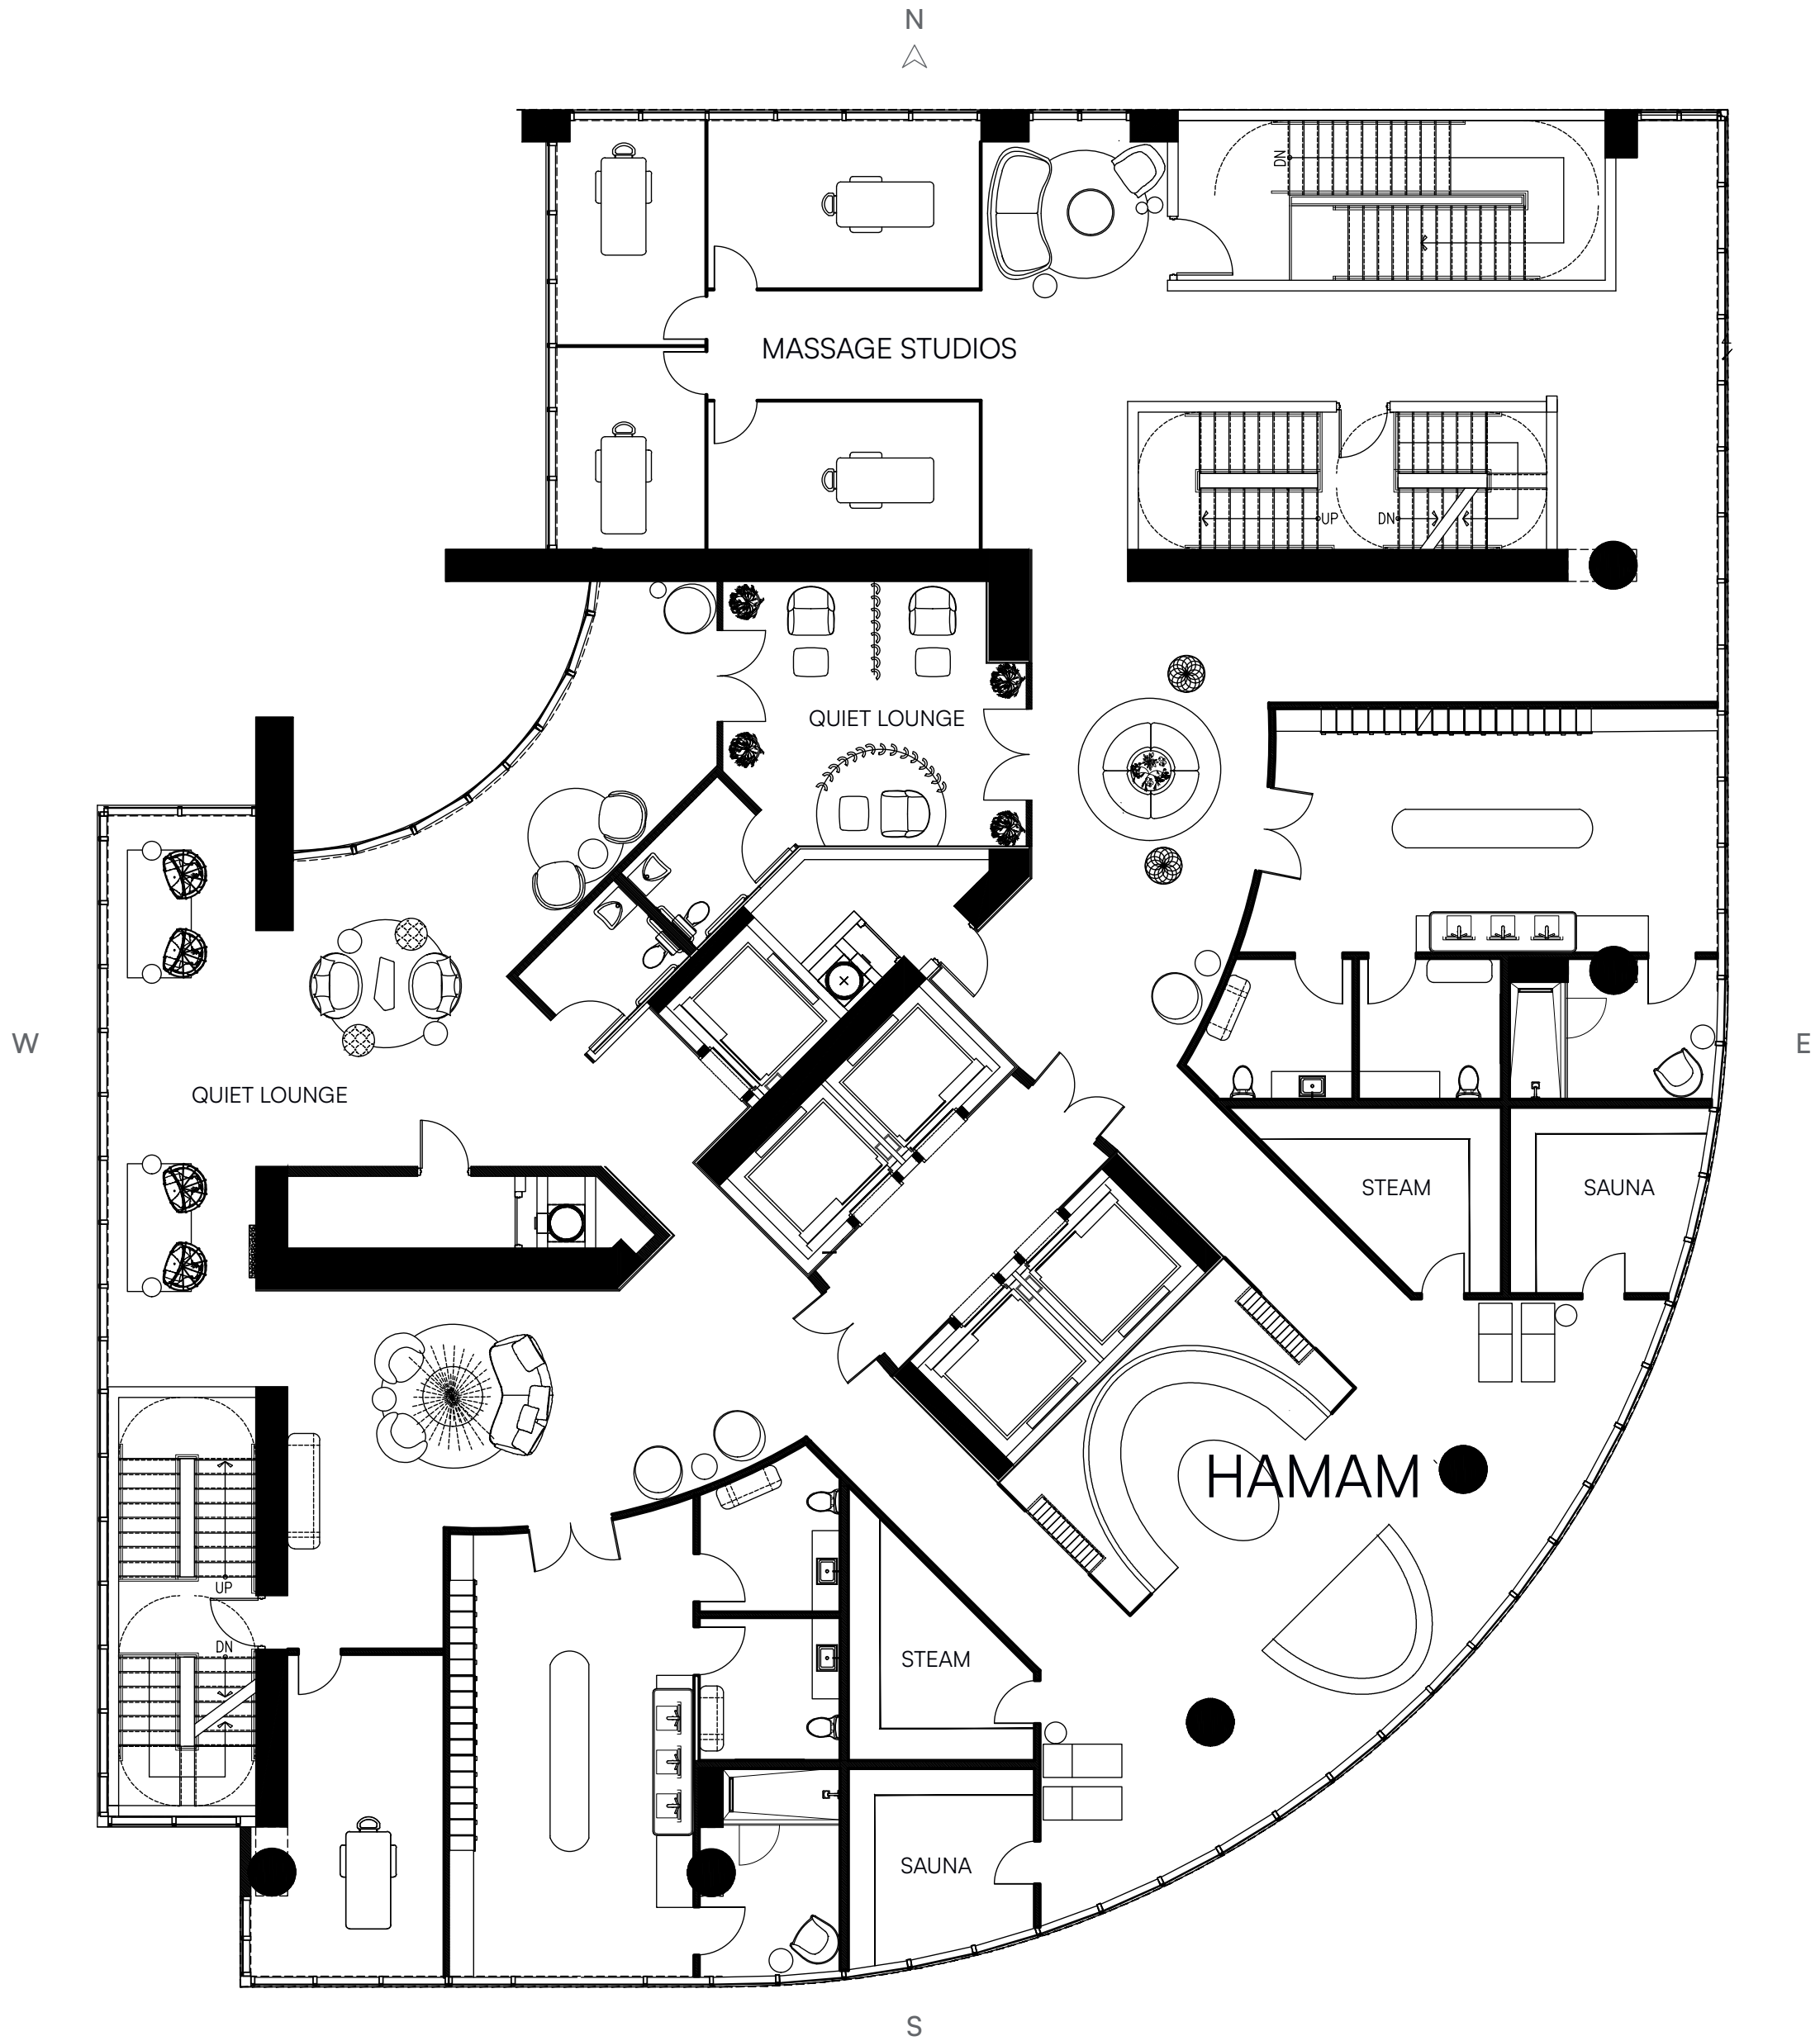 N
DN
MASSAGE STUDIOS
UP
DN
QUIET LOUNGE
W
E
QUIET LOUNGE
STEAM
SAUNA
HAMAM
UP
DN
STEAM
SAUNA
S